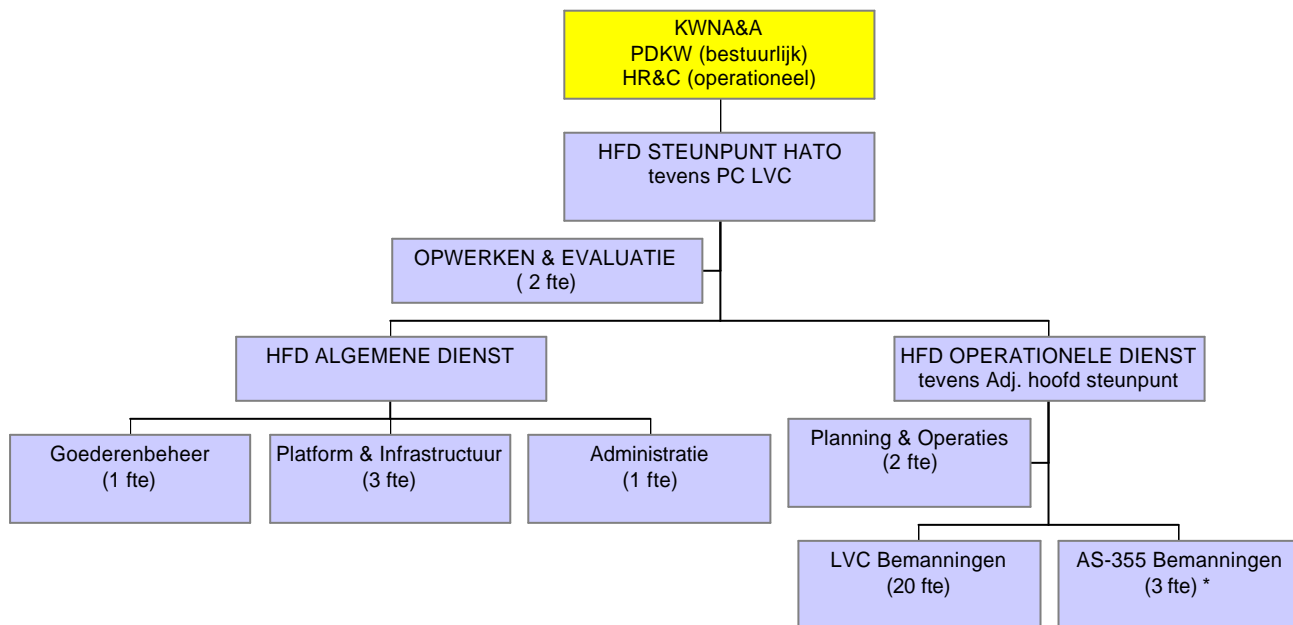 KWNA&A
PDKW (bestuurlijk)
HR&C (operationeel)
HFD STEUNPUNT HATO
tevens PC LVC
OPWERKEN & EVALUATIE
( 2 fte)
HFD ALGEMENE DIENST
HFD OPERATIONELE DIENST
tevens Adj. hoofd steunpunt
Goederenbeheer
(1 fte)
Platform & Infrastructuur
(3 fte)
Administratie
(1 fte)
Planning & Operaties
(2 fte)
LVC Bemanningen
(20 fte)
AS-355 Bemanningen
(3 fte) *